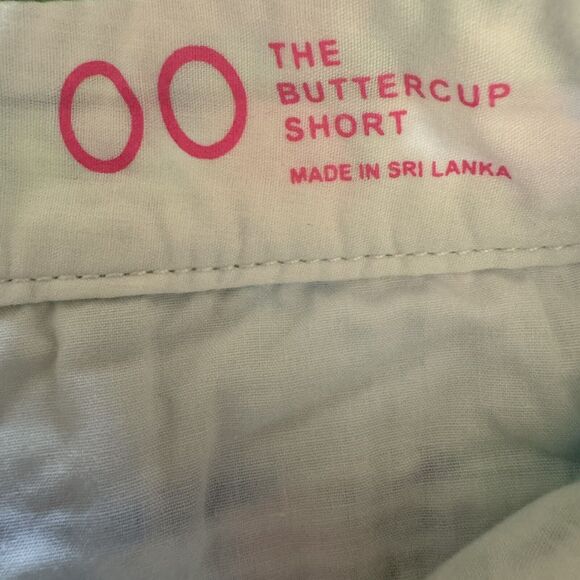 00
THE
BUTTERCUP
SHORT
MADE IN SRI LANKA